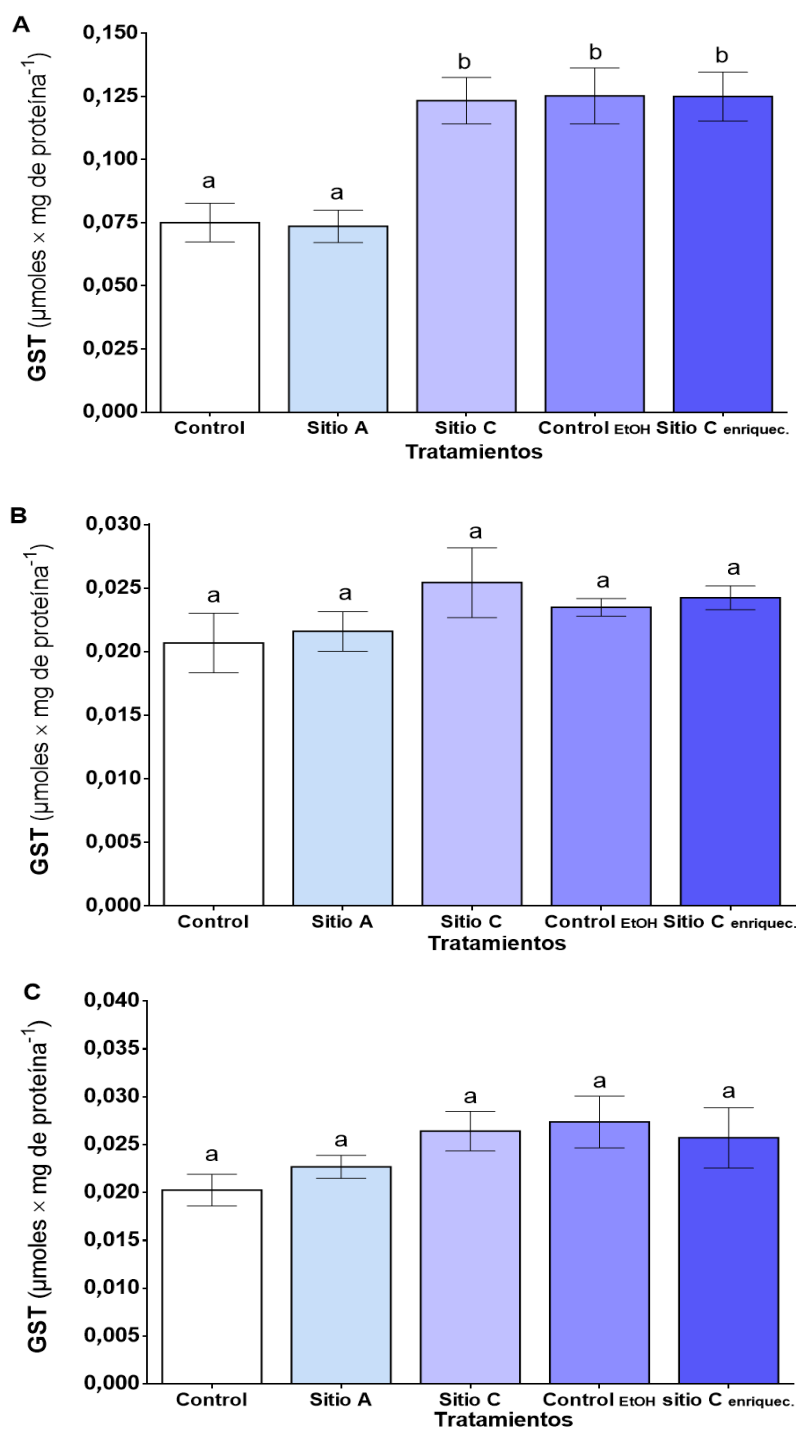 A
GST (µmoles × mg de proteína⁻¹)
0,150
0,125
0,100
0,075
0,050
0,025
0,000
a
a
b
b
b
Control
Sitio A
Sitio C
Control EtOH
Sitio C enriquec.
Tratamientos
B
GST (µmoles × mg de proteína⁻¹)
0,030
0,025
0,020
0,015
0,010
0,005
0,000
a
a
a
a
a
Control
Sitio A
Sitio C
Control EtOH
Sitio C enriquec.
Tratamientos
C
GST (µmoles × mg de proteína⁻¹)
0,040
0,035
0,030
0,025
0,020
0,015
0,010
0,005
0,000
a
a
a
a
a
Control
Sitio A
Sitio C
Control EtOH
sitio C enriquec.
Tratamientos